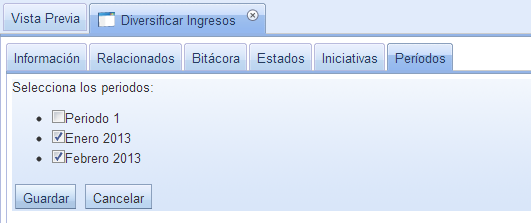 Vista Previa Diversificar Ingresos
Información Relacionados Bitácora Estados Iniciativas Períodos
Selecciona los periodos:
Periodo 1
Enero 2013
Febrero 2013
Guardar Cancelar